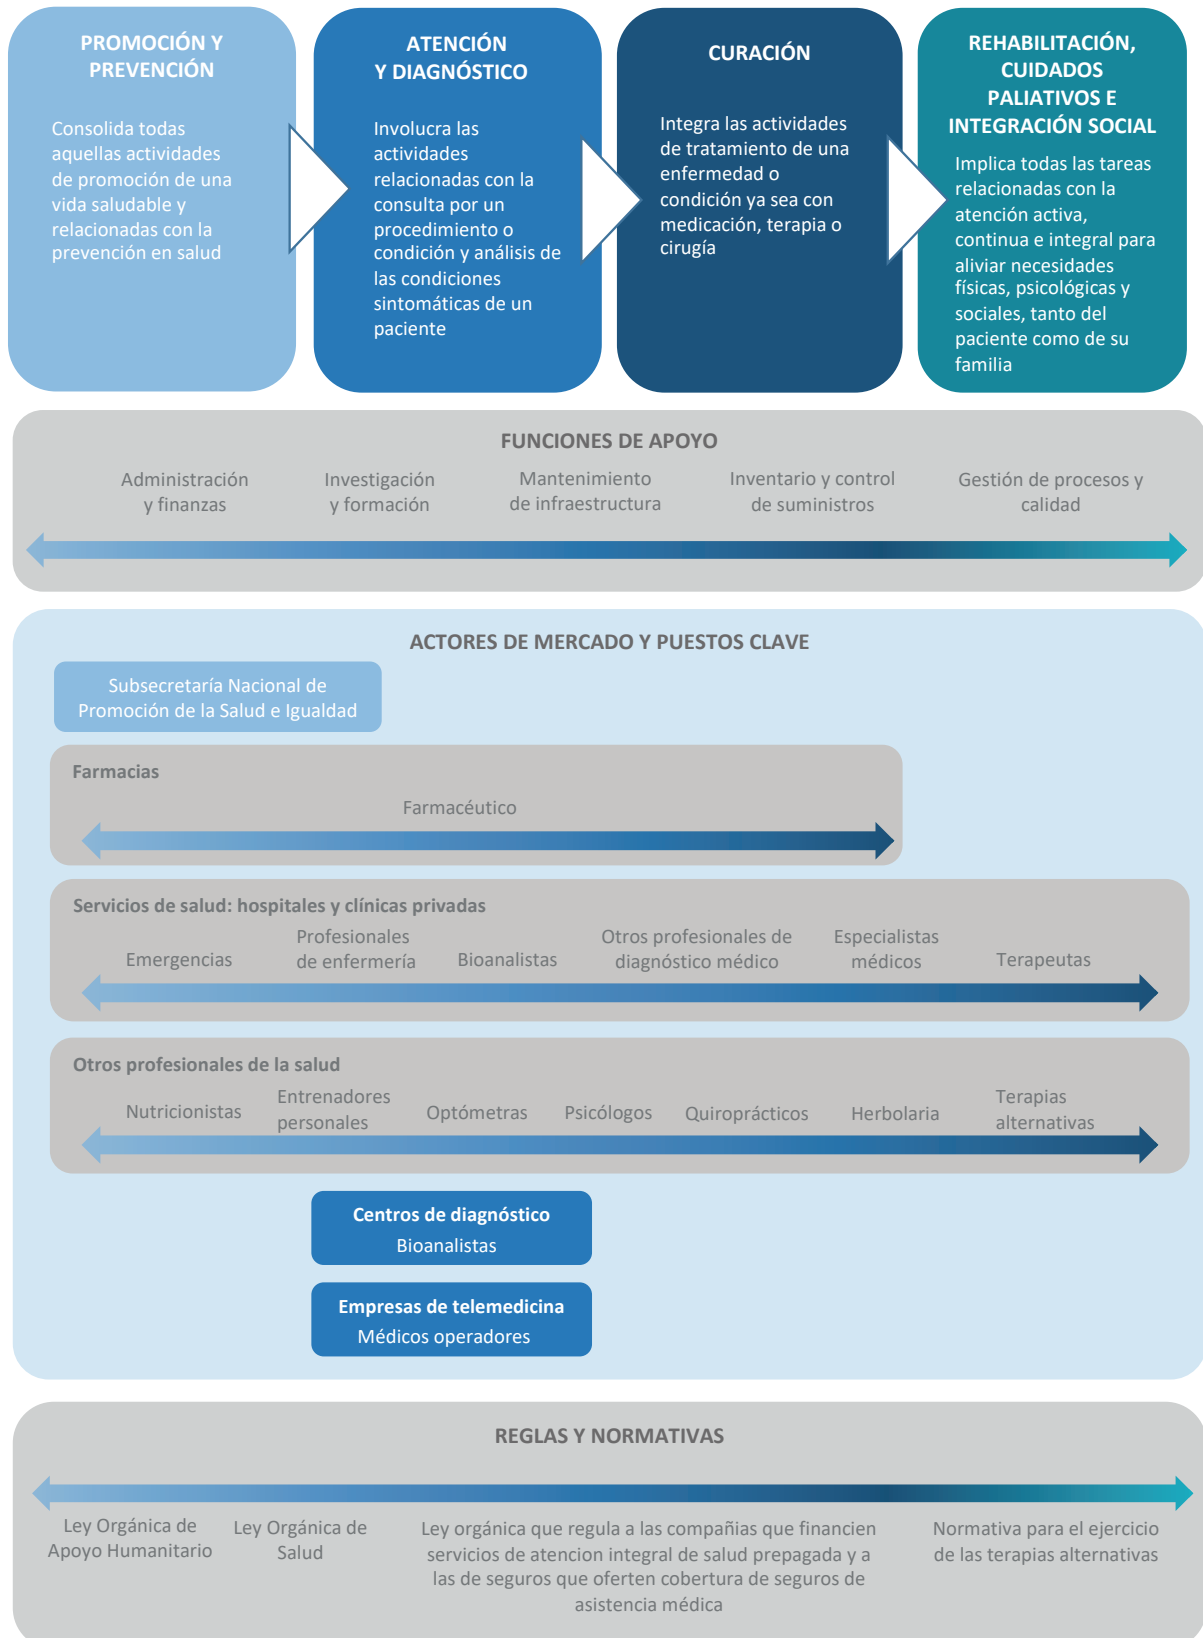 PROMOCIÓN Y
PREVENCIÓN
Consolida todas
aquellas actividades
de promoción de una
vida saludable y
relacionadas con la
prevención en salud
ATENCIÓN
Y DIAGNÓSTICO
Involucra las
actividades
relacionadas con la
consulta por un
procedimiento o
condición y análisis de
las condiciones
sintomáticas de un
paciente
CURACIÓN
Integra las actividades
de tratamiento de una
enfermedad o
condición ya sea con
medicación, terapia o
cirugía
REHABILITACIÓN,
CUIDADOS
PALIATIVOS E
INTEGRACIÓN SOCIAL
Implica todas las tareas
relacionadas con la
atención activa,
continua e integral para
aliviar necesidades
físicas, psicológicas y
sociales, tanto del
paciente como de su
familia
FUNCIONES DE APOYO
Administración
y finanzas
Investigación
y formación
Mantenimiento
de infraestructura
Inventario y control
de suministros
Gestión de procesos y
calidad
ACTORES DE MERCADO Y PUESTOS CLAVE
Subsecretaría Nacional de
Promoción de la Salud e Igualdad
Farmacias
Farmacéutico
Servicios de salud: hospitales y clínicas privadas
Emergencias
Profesionales
de enfermería
Bioanalistas
Otros profesionales de
diagnóstico médico
Especialistas
médicos
Terapeutas
Otros profesionales de la salud
Nutricionistas
Entrenadores
personales
Optómetras
Psicólogos
Quiroprácticos
Herbolaria
Terapias
alternativas
Centros de diagnóstico
Bioanalistas
Empresas de telemedicina
Médicos operadores
REGLAS Y NORMATIVAS
Ley Orgánica de
Apoyo Humanitario
Ley Orgánica de
Salud
Ley orgánica que regula a las compañias que financien
servicios de atencion integral de salud prepagada y a
las de seguros que oferten cobertura de seguros de
asistencia médica
Normativa para el ejercicio
de las terapias alternativas